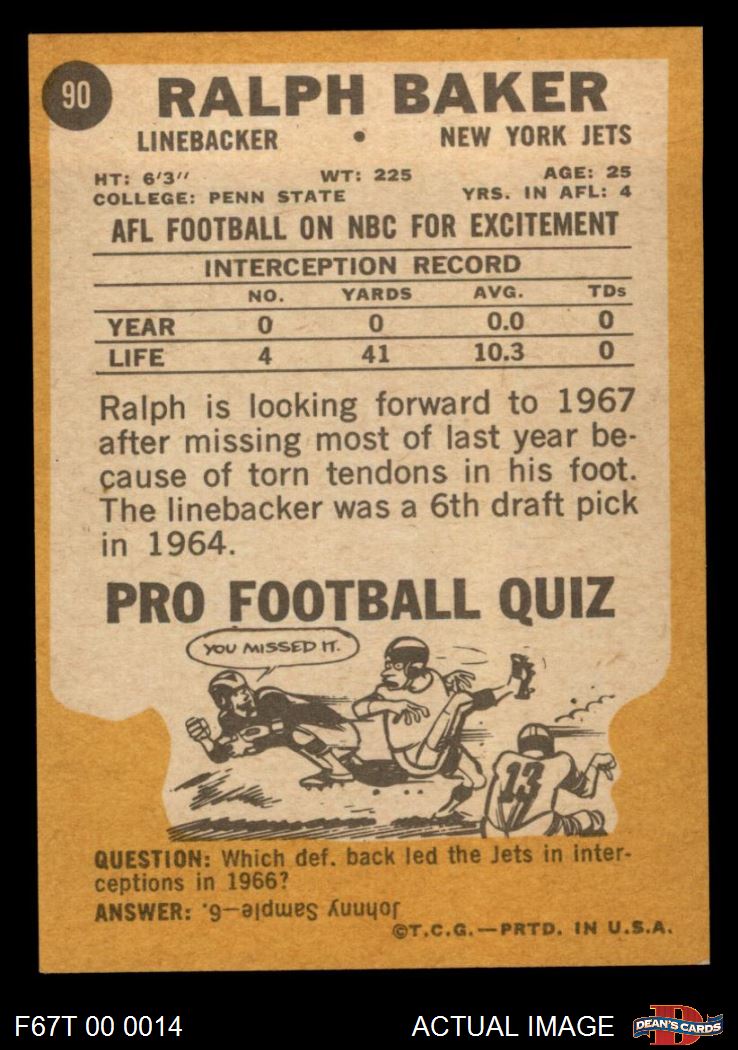 90
RALPH BAKER
LINEBACKER • NEW YORK JETS
HT: 6'3" WT: 225 AGE: 25
COLLEGE: PENN STATE YRS. IN AFL: 4
AFL FOOTBALL ON NBC FOR EXCITEMENT
INTERCEPTION RECORD
NO. YARDS AVG. TDs
YEAR 0 0 0.0 0
LIFE 4 41 10.3 0
Ralph is looking forward to 1967
after missing most of last year be-
cause of torn tendons in his foot.
The linebacker was a 6th draft pick
in 1964.
PRO FOOTBALL QUIZ
YOU MISSED IT.
13
QUESTION: Which def. back led the Jets in inter-
ceptions in 1966?
ANSWER: Johnny Sample—6.
©T.C.G.—PRTD. IN U.S.A.
F67T 00 0014 ACTUAL IMAGE D DEAN'S CARDS